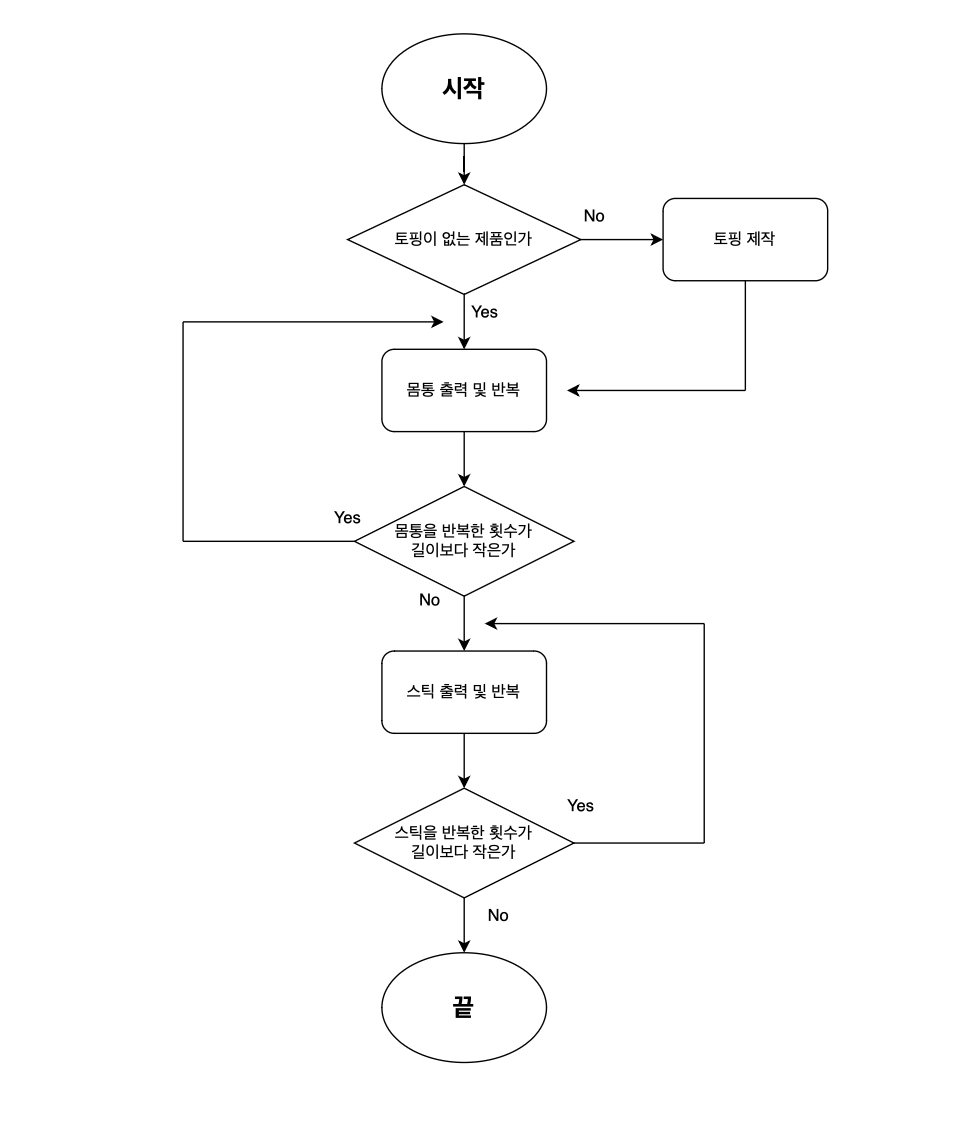 시작
토핑이 없는 제품인가
No
토핑 제작
Yes
몸통 출력 및 반복
Yes
몸통을 반복한 횟수가
길이보다 작은가
No
스틱 출력 및 반복
Yes
스틱을 반복한 횟수가
길이보다 작은가
No
끝